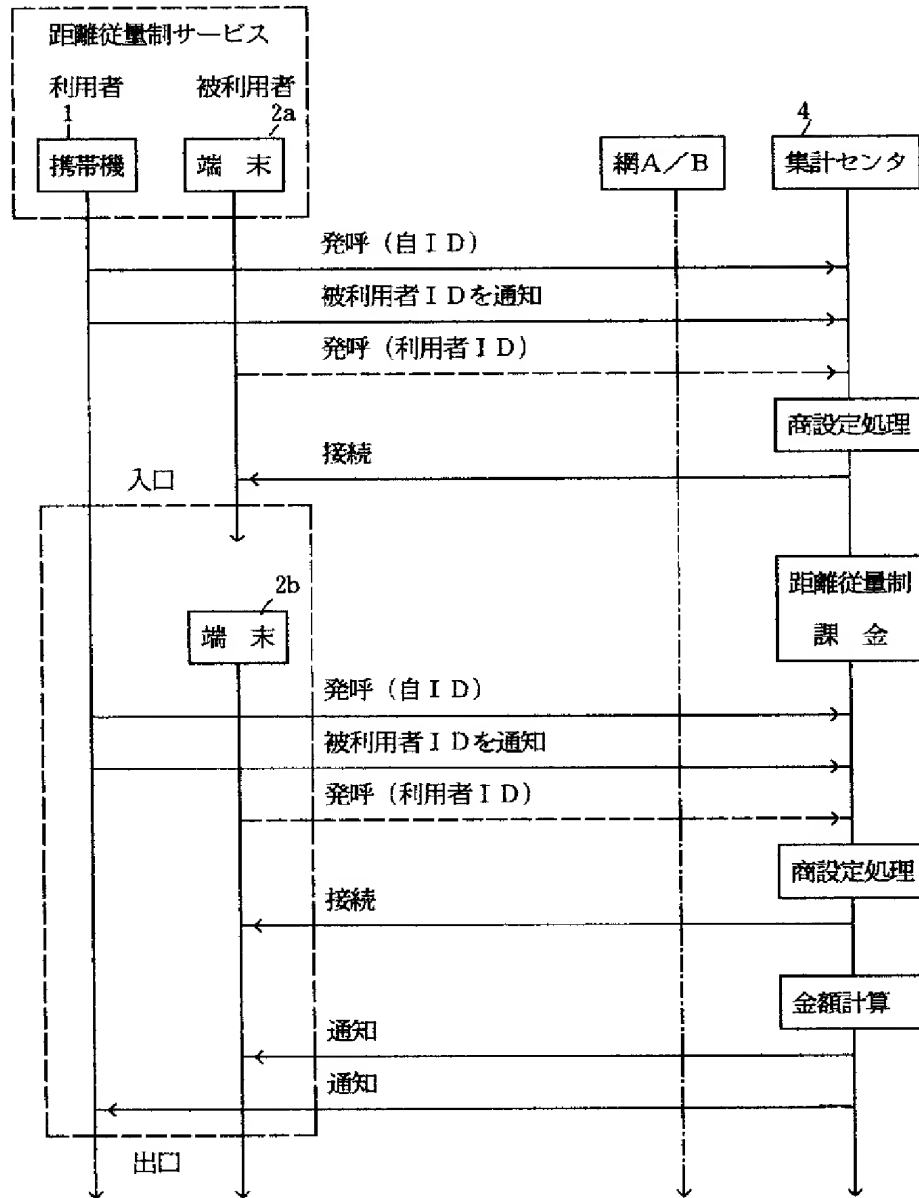 距離従量制サービス
利用者 被利用者
1 2a 4
携帯機 端 末 網A/B 集計センタ
発呼(自ID)
被利用者IDを通知
発呼(利用者ID)
商設定処理
接続
入口
2b
端 末
距離従量制
課 金
発呼(自ID)
被利用者IDを通知
発呼(利用者ID)
商設定処理
接続
金額計算
通知
通知
出口